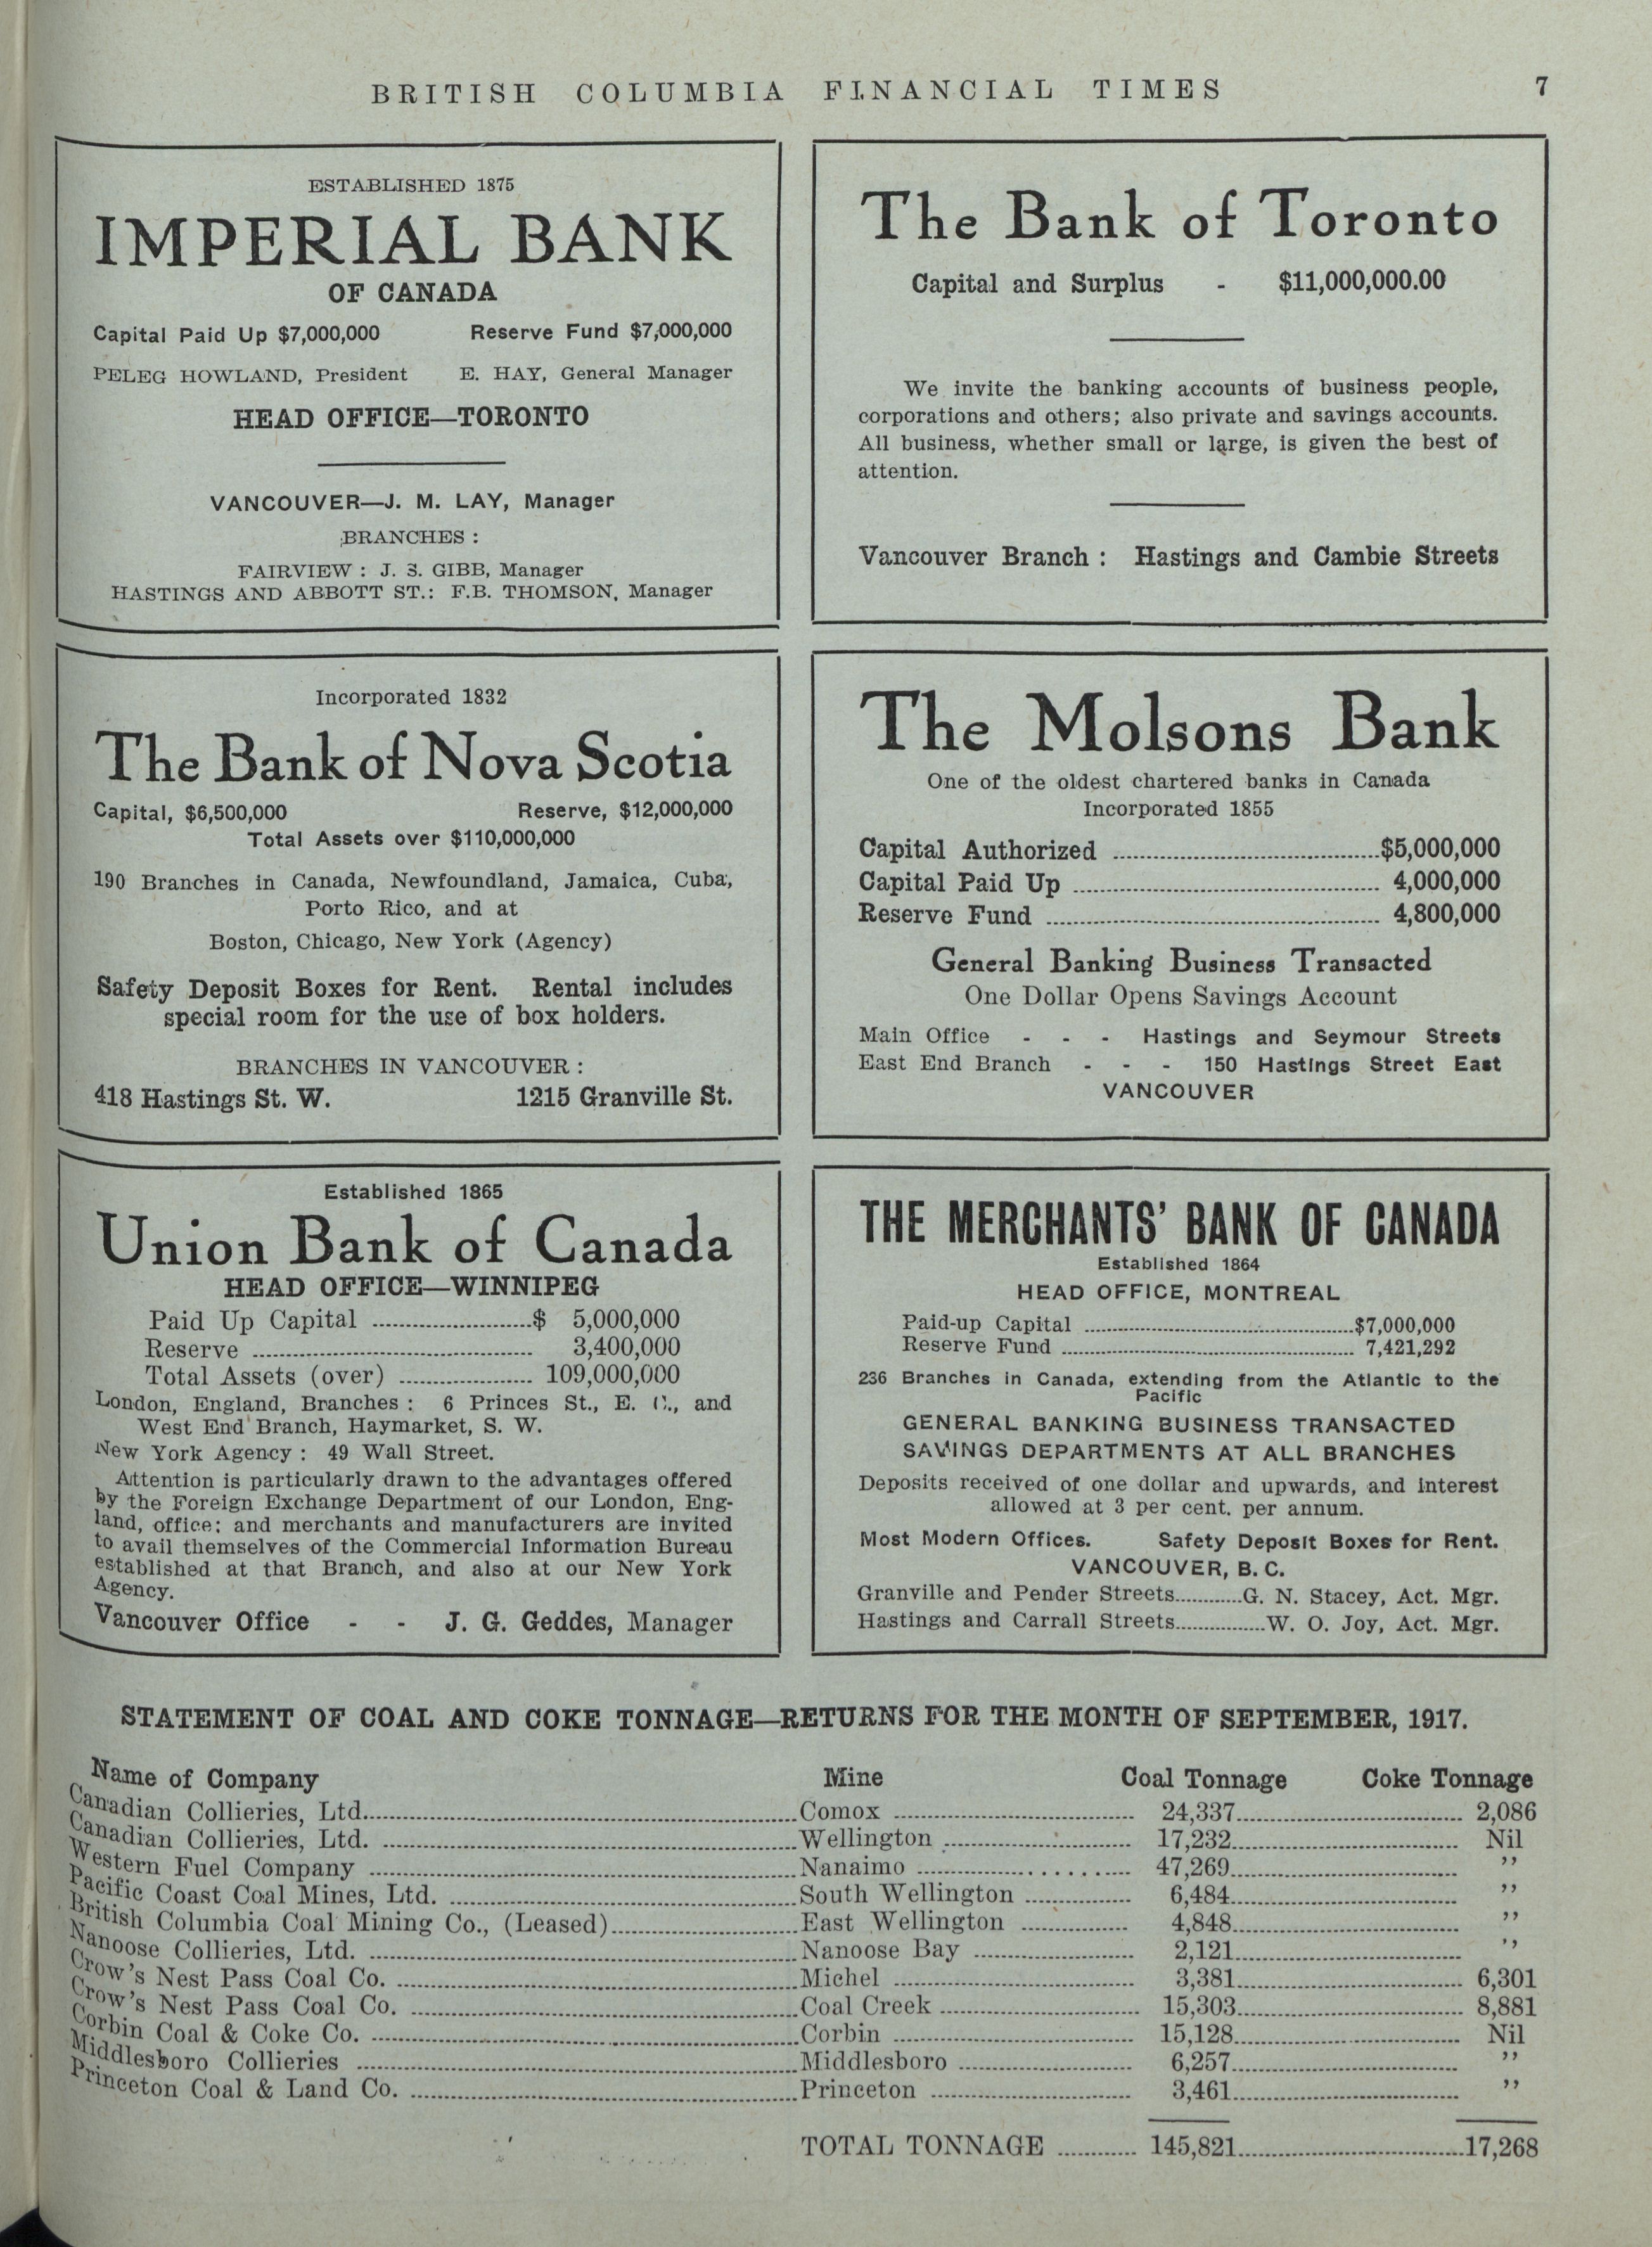 BRITISH COLUMBIA FINANCIAL TIMES 7
ESTABLISHED 1875
IMPERIAL BANK
OF CANADA
Capital Paid Up $7,000,000 Reserve Fund $7,000,000
PELEG HOWLAND, President E. HAY, General Manager
HEAD OFFICE—TORONTO
VANCOUVER—J. M. LAY, Manager
BRANCHES :
FAIRVIEW : J. S. GIBB, Manager
HASTINGS AND ABBOTT ST.: F.B. THOMSON, Manager
The Bank of Toronto
Capital and Surplus - $11,000,000.00
We invite the banking accounts of business people,
corporations and others; also private and savings accounts.
All business, whether small or large, is given the best of
attention.
Vancouver Branch : Hastings and Cambie Streets
Incorporated 1832
The Bank of Nova Scotia
Capital, $6,500,000 Reserve, $12,000,000
Total Assets over $110,000,000
190 Branches in Canada, Newfoundland, Jamaica, Cuba,
Porto Rico, and at
Boston, Chicago, New York (Agency)
Safety Deposit Boxes for Rent. Rental includes
special room for the use of box holders.
BRANCHES IN VANCOUVER :
418 Hastings St. W. 1215 Granville St.
The Molsons Bank
One of the oldest chartered banks in Canada
Incorporated 1855
Capital Authorized ........ $5,000,000
Capital Paid Up ........ 4,000,000
Reserve Fund ........ 4,800,000
General Banking Business Transacted
One Dollar Opens Savings Account
Main Office - - - Hastings and Seymour Streets
East End Branch - - - 150 Hastings Street East
VANCOUVER
Established 1865
Union Bank of Canada
HEAD OFFICE—WINNIPEG
Paid Up Capital ........ $ 5,000,000
Reserve ........ 3,400,000
Total Assets (over) ........ 109,000,000
London, England, Branches : 6 Princes St., E. C., and
West End Branch, Haymarket, S. W.
New York Agency : 49 Wall Street.
Attention is particularly drawn to the advantages offered
by the Foreign Exchange Department of our London, Eng-
land, office; and merchants and manufacturers are invited
to avail themselves of the Commercial Information Bureau
established at that Branch, and also at our New York
Agency.
Vancouver Office - - J. G. Geddes, Manager
THE MERCHANTS' BANK OF CANADA
Established 1864
HEAD OFFICE, MONTREAL
Paid-up Capital ........ $7,000,000
Reserve Fund ........ 7,421,292
236 Branches in Canada, extending from the Atlantic to the
Pacific
GENERAL BANKING BUSINESS TRANSACTED
SAVINGS DEPARTMENTS AT ALL BRANCHES
Deposits received of one dollar and upwards, and interest
allowed at 3 per cent. per annum.
Most Modern Offices. Safety Deposit Boxes for Rent.
VANCOUVER, B. C.
Granville and Pender Streets........G. N. Stacey, Act. Mgr.
Hastings and Carrall Streets........W. O. Joy, Act. Mgr.
STATEMENT OF COAL AND COKE TONNAGE—RETURNS FOR THE MONTH OF SEPTEMBER, 1917.
Name of Company Mine Coal Tonnage Coke Tonnage
Canadian Collieries, Ltd. ........ Comox ........ 24,337 ........ 2,086
Canadian Collieries, Ltd. ........ Wellington ........ 17,232 ........ Nil
Western Fuel Company ........ Nanaimo ........ 47,269 ........ ,,
Pacific Coast Coal Mines, Ltd. ........ South Wellington ........ 6,484 ........ ,,
British Columbia Coal Mining Co., (Leased) ........ East Wellington ........ 4,848 ........ ,,
Nanoose Collieries, Ltd. ........ Nanoose Bay ........ 2,121 ........ ,,
Crow's Nest Pass Coal Co. ........ Michel ........ 3,381 ........ 6,301
Crow's Nest Pass Coal Co. ........ Coal Creek ........ 15,303 ........ 8,881
Corbin Coal & Coke Co. ........ Corbin ........ 15,128 ........ Nil
Middlesboro Collieries ........ Middlesboro ........ 6,257 ........ ,,
Princeton Coal & Land Co. ........ Princeton ........ 3,461 ........ ,,
TOTAL TONNAGE ........ 145,821 ........ 17,268